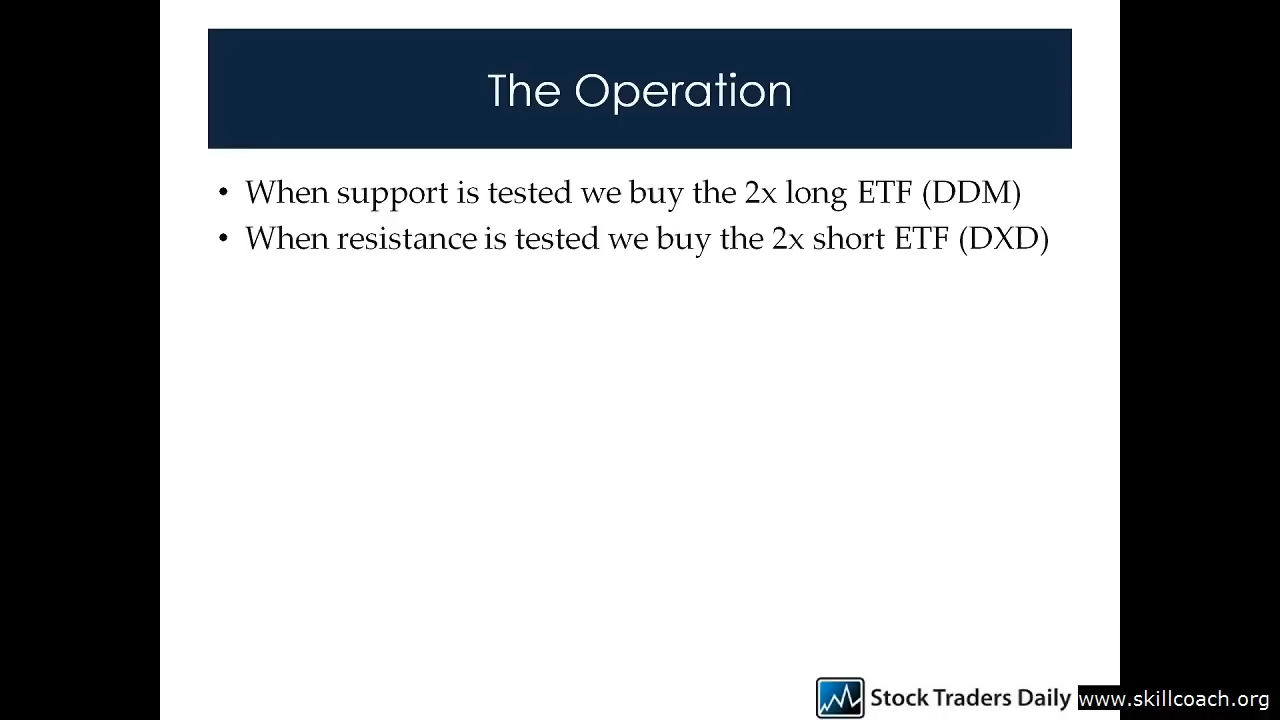 The Operation
• When support is tested we buy the 2x long ETF (DDM)
• When resistance is tested we buy the 2x short ETF (DXD)
Stock Traders Daily
www.skillcoach.org